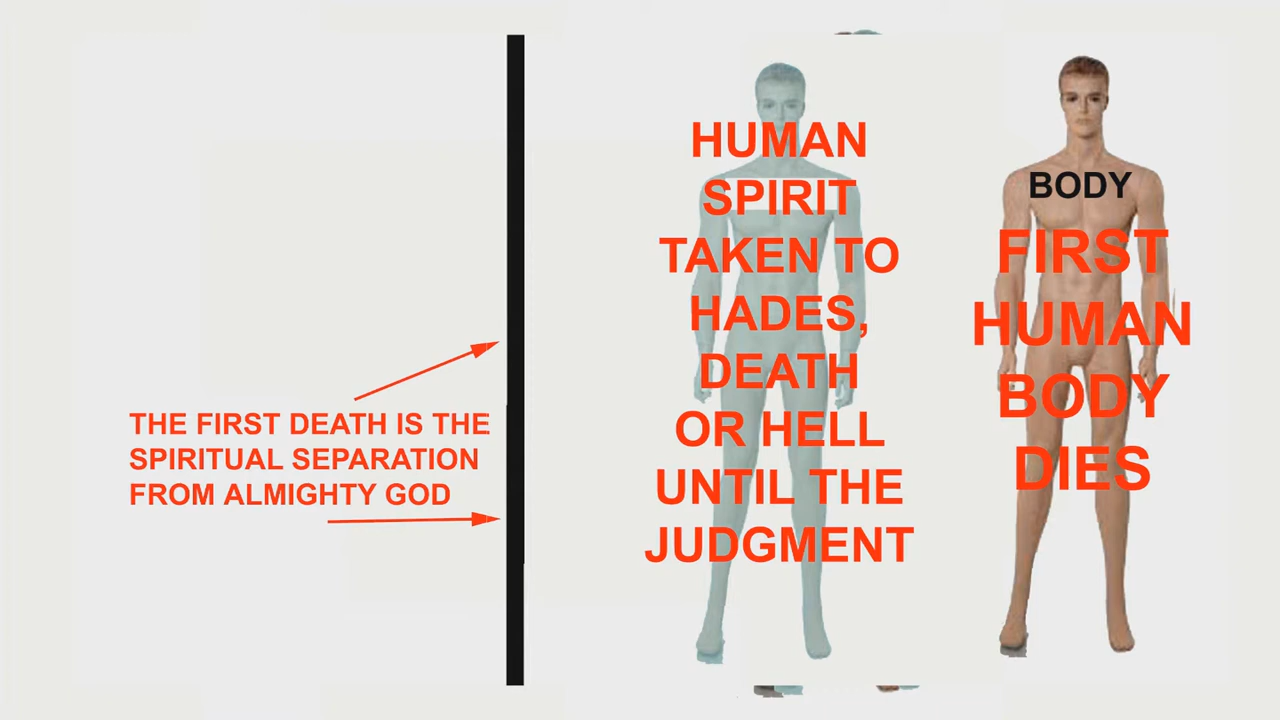 THE FIRST DEATH IS THE
SPIRITUAL SEPARATION
FROM ALMIGHTY GOD
HUMAN
SPIRIT
TAKEN TO
HADES,
DEATH
OR HELL
UNTIL THE
JUDGMENT
BODY
FIRST
HUMAN
BODY
DIES